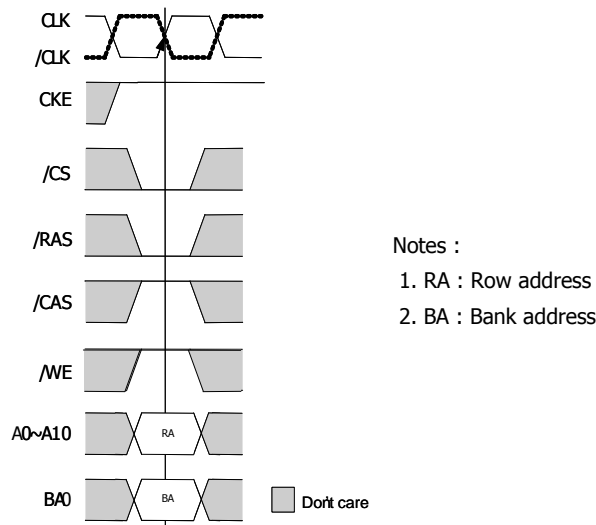 CLK
/CLK
CKE
/CS
/RAS
/CAS
/WE
A0~A10
RA
BA0
BA
Don't care
Notes :
1. RA : Row address
2. BA : Bank address